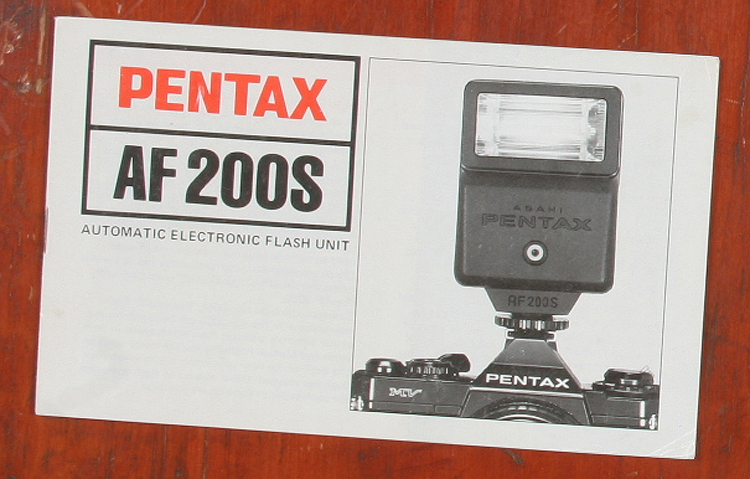 PENTAX
AF 200S
AUTOMATIC ELECTRONIC FLASH UNIT
ASAHI
PENTAX
AF200S
PENTAX
MV